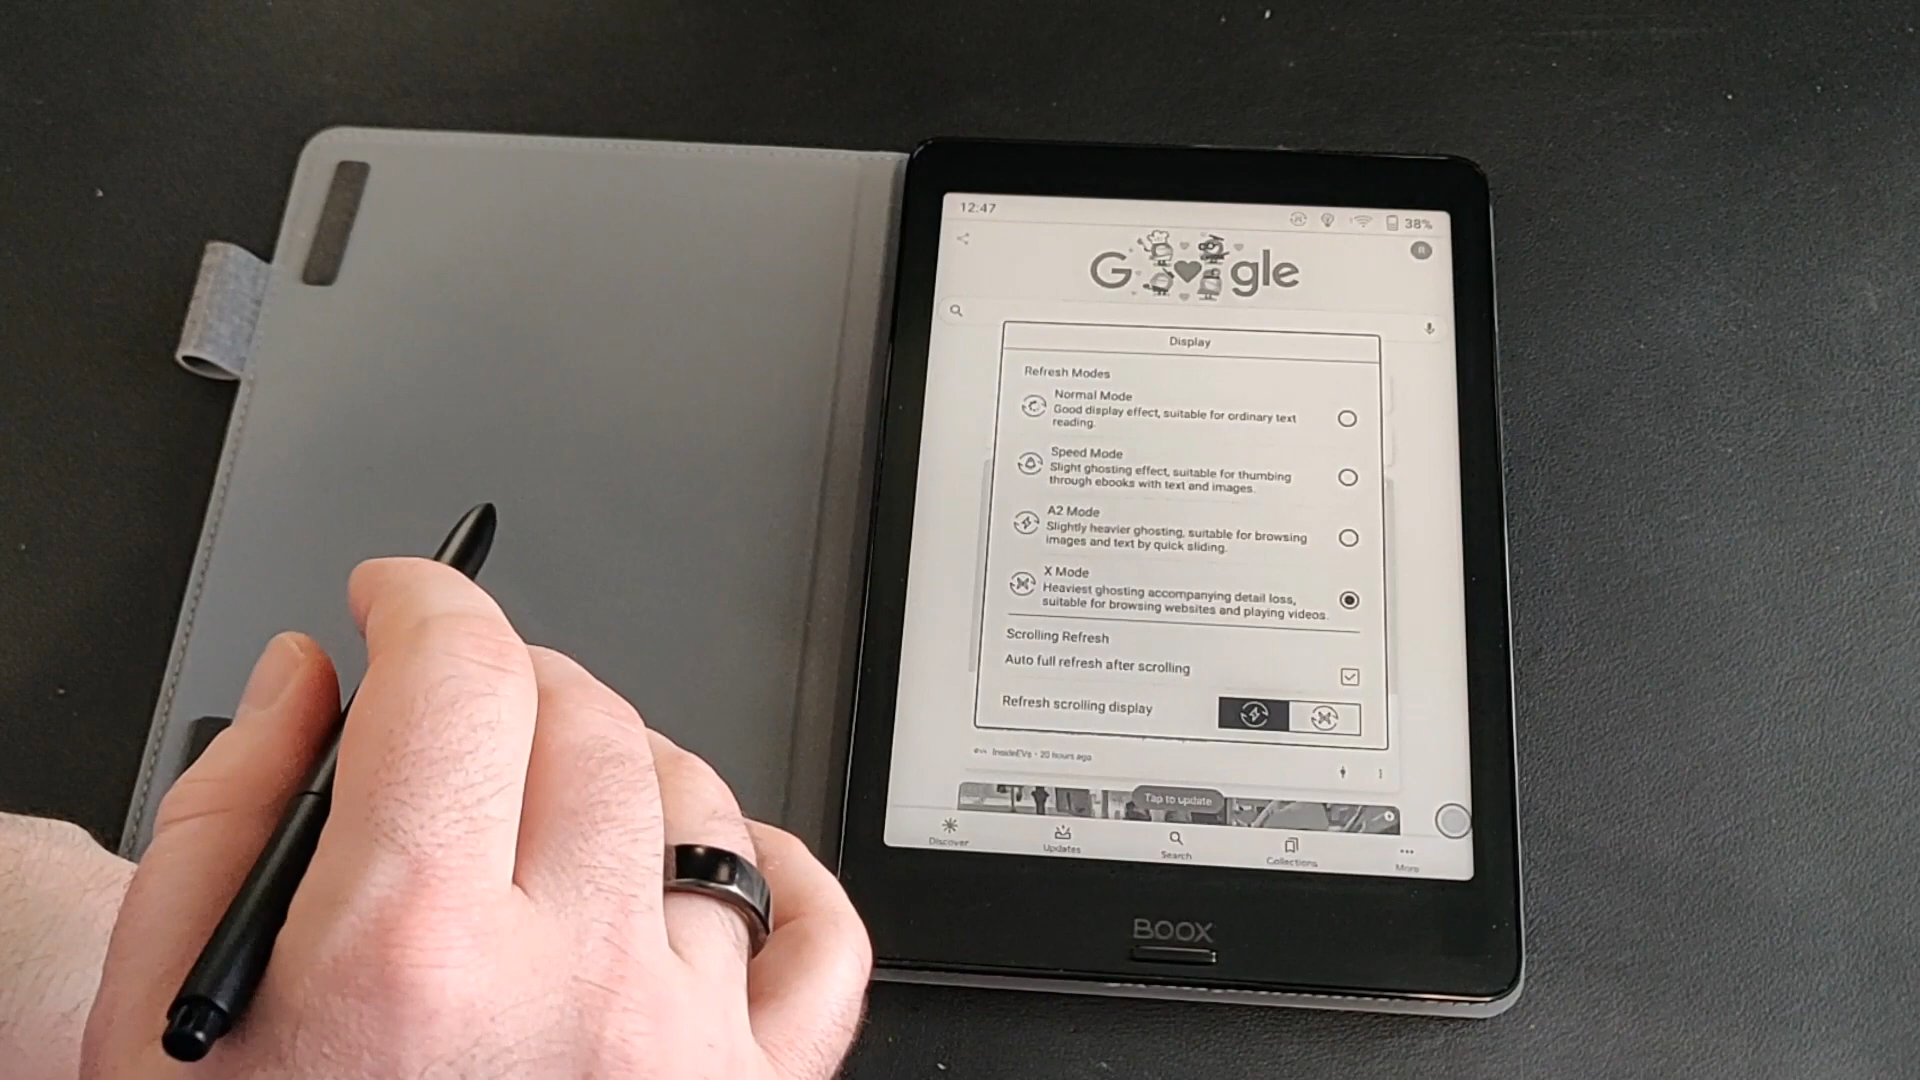 12:47
38%
G gle
Display
Refresh Modes
Normal Mode
Good display effect, suitable for ordinary text
reading.
Speed Mode
Slight ghosting effect, suitable for thumbing
through ebooks with text and images.
A2 Mode
Slightly heavier ghosting, suitable for browsing
images and text by quick sliding.
X Mode
Heaviest ghosting accompanying detail loss,
suitable for browsing websites and playing videos.
Scrolling Refresh
Auto full refresh after scrolling
Refresh scrolling display
InsideEVs - 20 hours ago
Tap to update
Discover
Updates
Search
Collections
More
BOOX